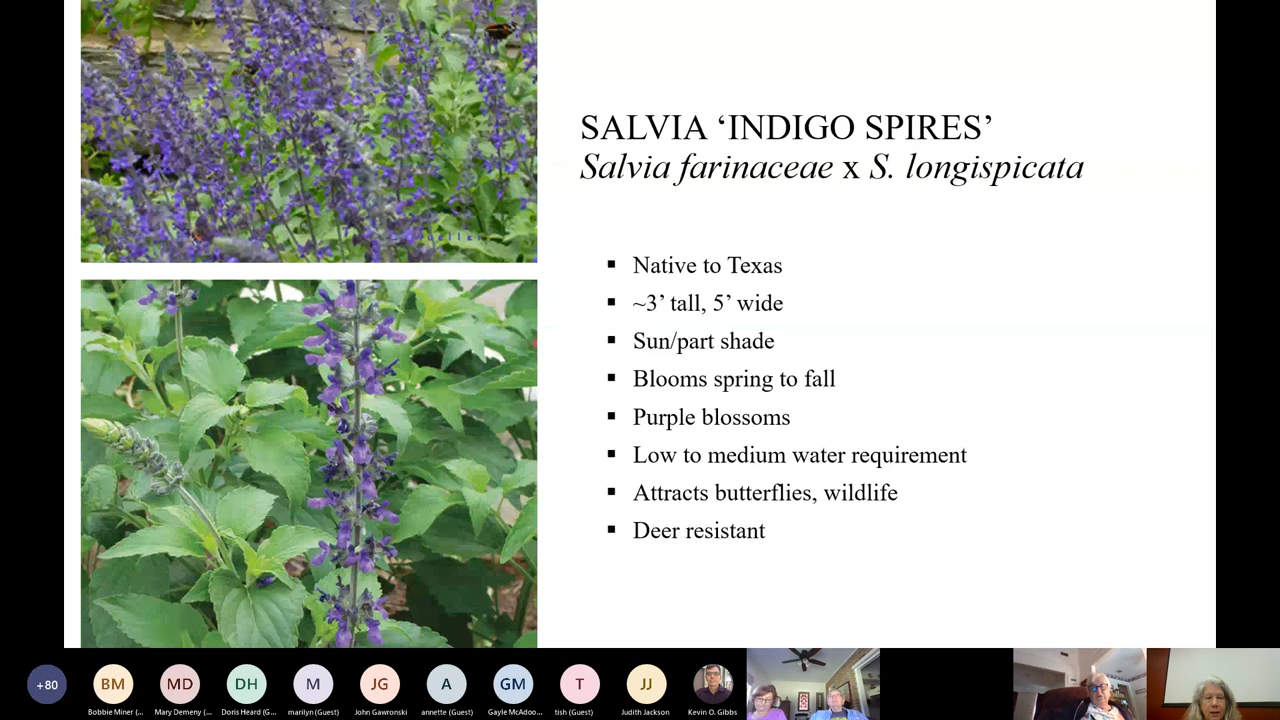 SALVIA ‘INDIGO SPIRES’
Salvia farinaceae x S. longispicata
▪ Native to Texas
▪ ~3’ tall, 5’ wide
▪ Sun/part shade
▪ Blooms spring to fall
▪ Purple blossoms
▪ Low to medium water requirement
▪ Attracts butterflies, wildlife
▪ Deer resistant
+80
BM
MD
DH
M
JG
A
GM
T
JJ
Bobbie Miner (...
Mary Demeny (...
Doris Heard (G...
marilyn (Guest)
John Gawronski
annette (Guest)
Gayle McAdoo...
tish (Guest)
Judith Jackson
Kevin O. Gibbs